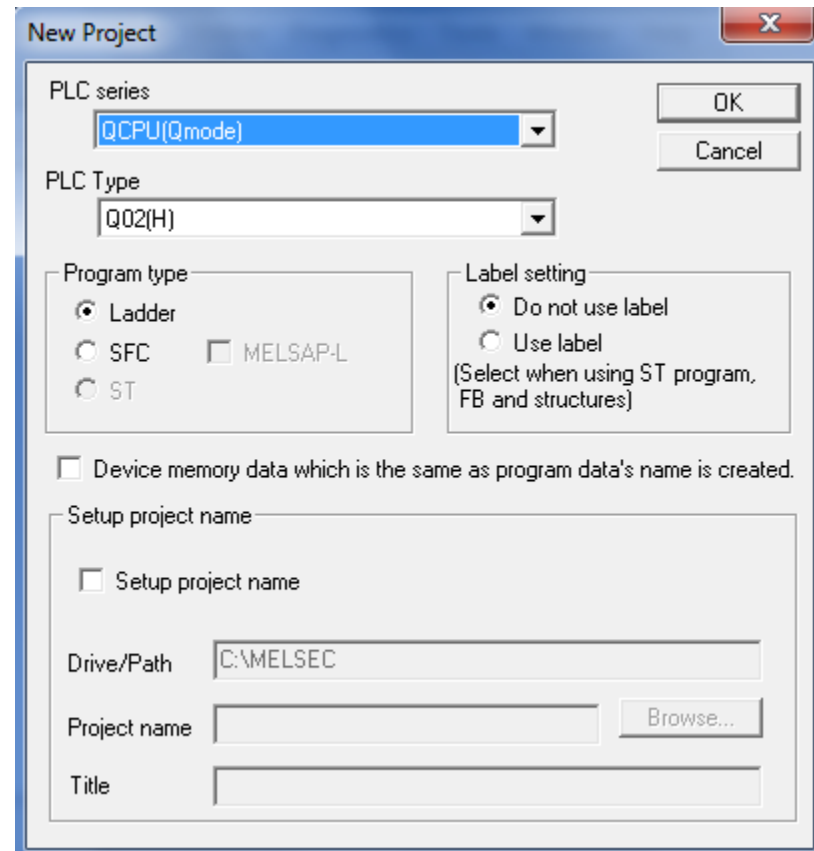 New Project
PLC series
QCPU(Qmode)
OK
Cancel
PLC Type
Q02(H)
Program type
Ladder
SFC
MELSAP-L
ST
Label setting
Do not use label
Use label
(Select when using ST program,
FB and structures)
Device memory data which is the same as program data's name is created.
Setup project name
Setup project name
Drive/Path
C:\MELSEC
Project name
Browse...
Title